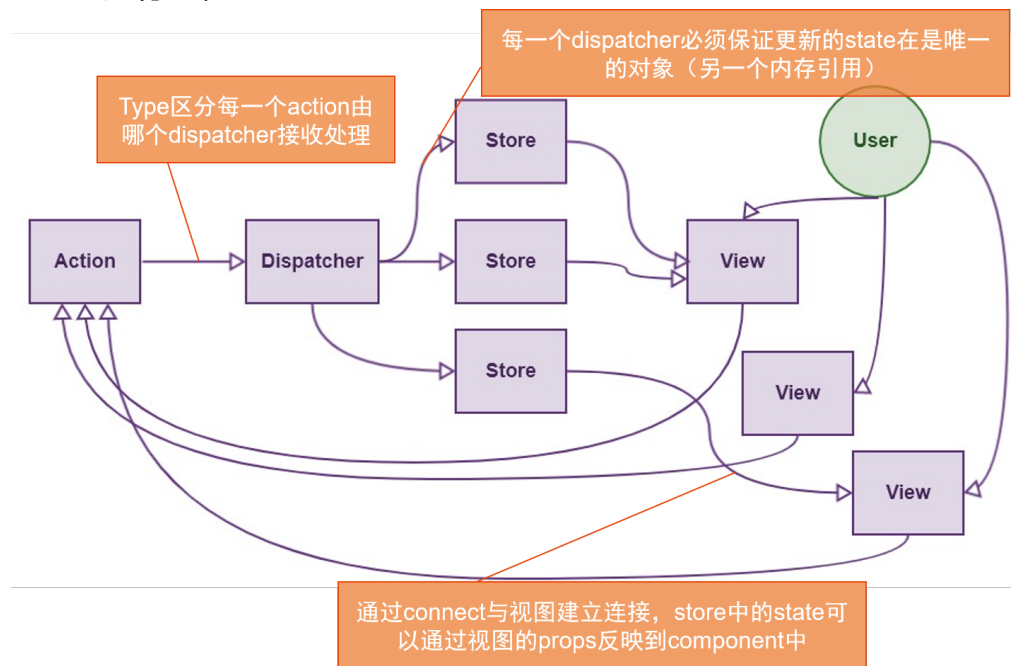 每一个dispatcher必须保证更新的state在是唯一
的对象（另一个内存引用）
Type区分每一个action由
哪个dispatcher接收处理
Store
User
Action
Dispatcher
Store
View
Store
View
View
通过connect与视图建立连接，store中的state可
以通过视图的props反映到component中